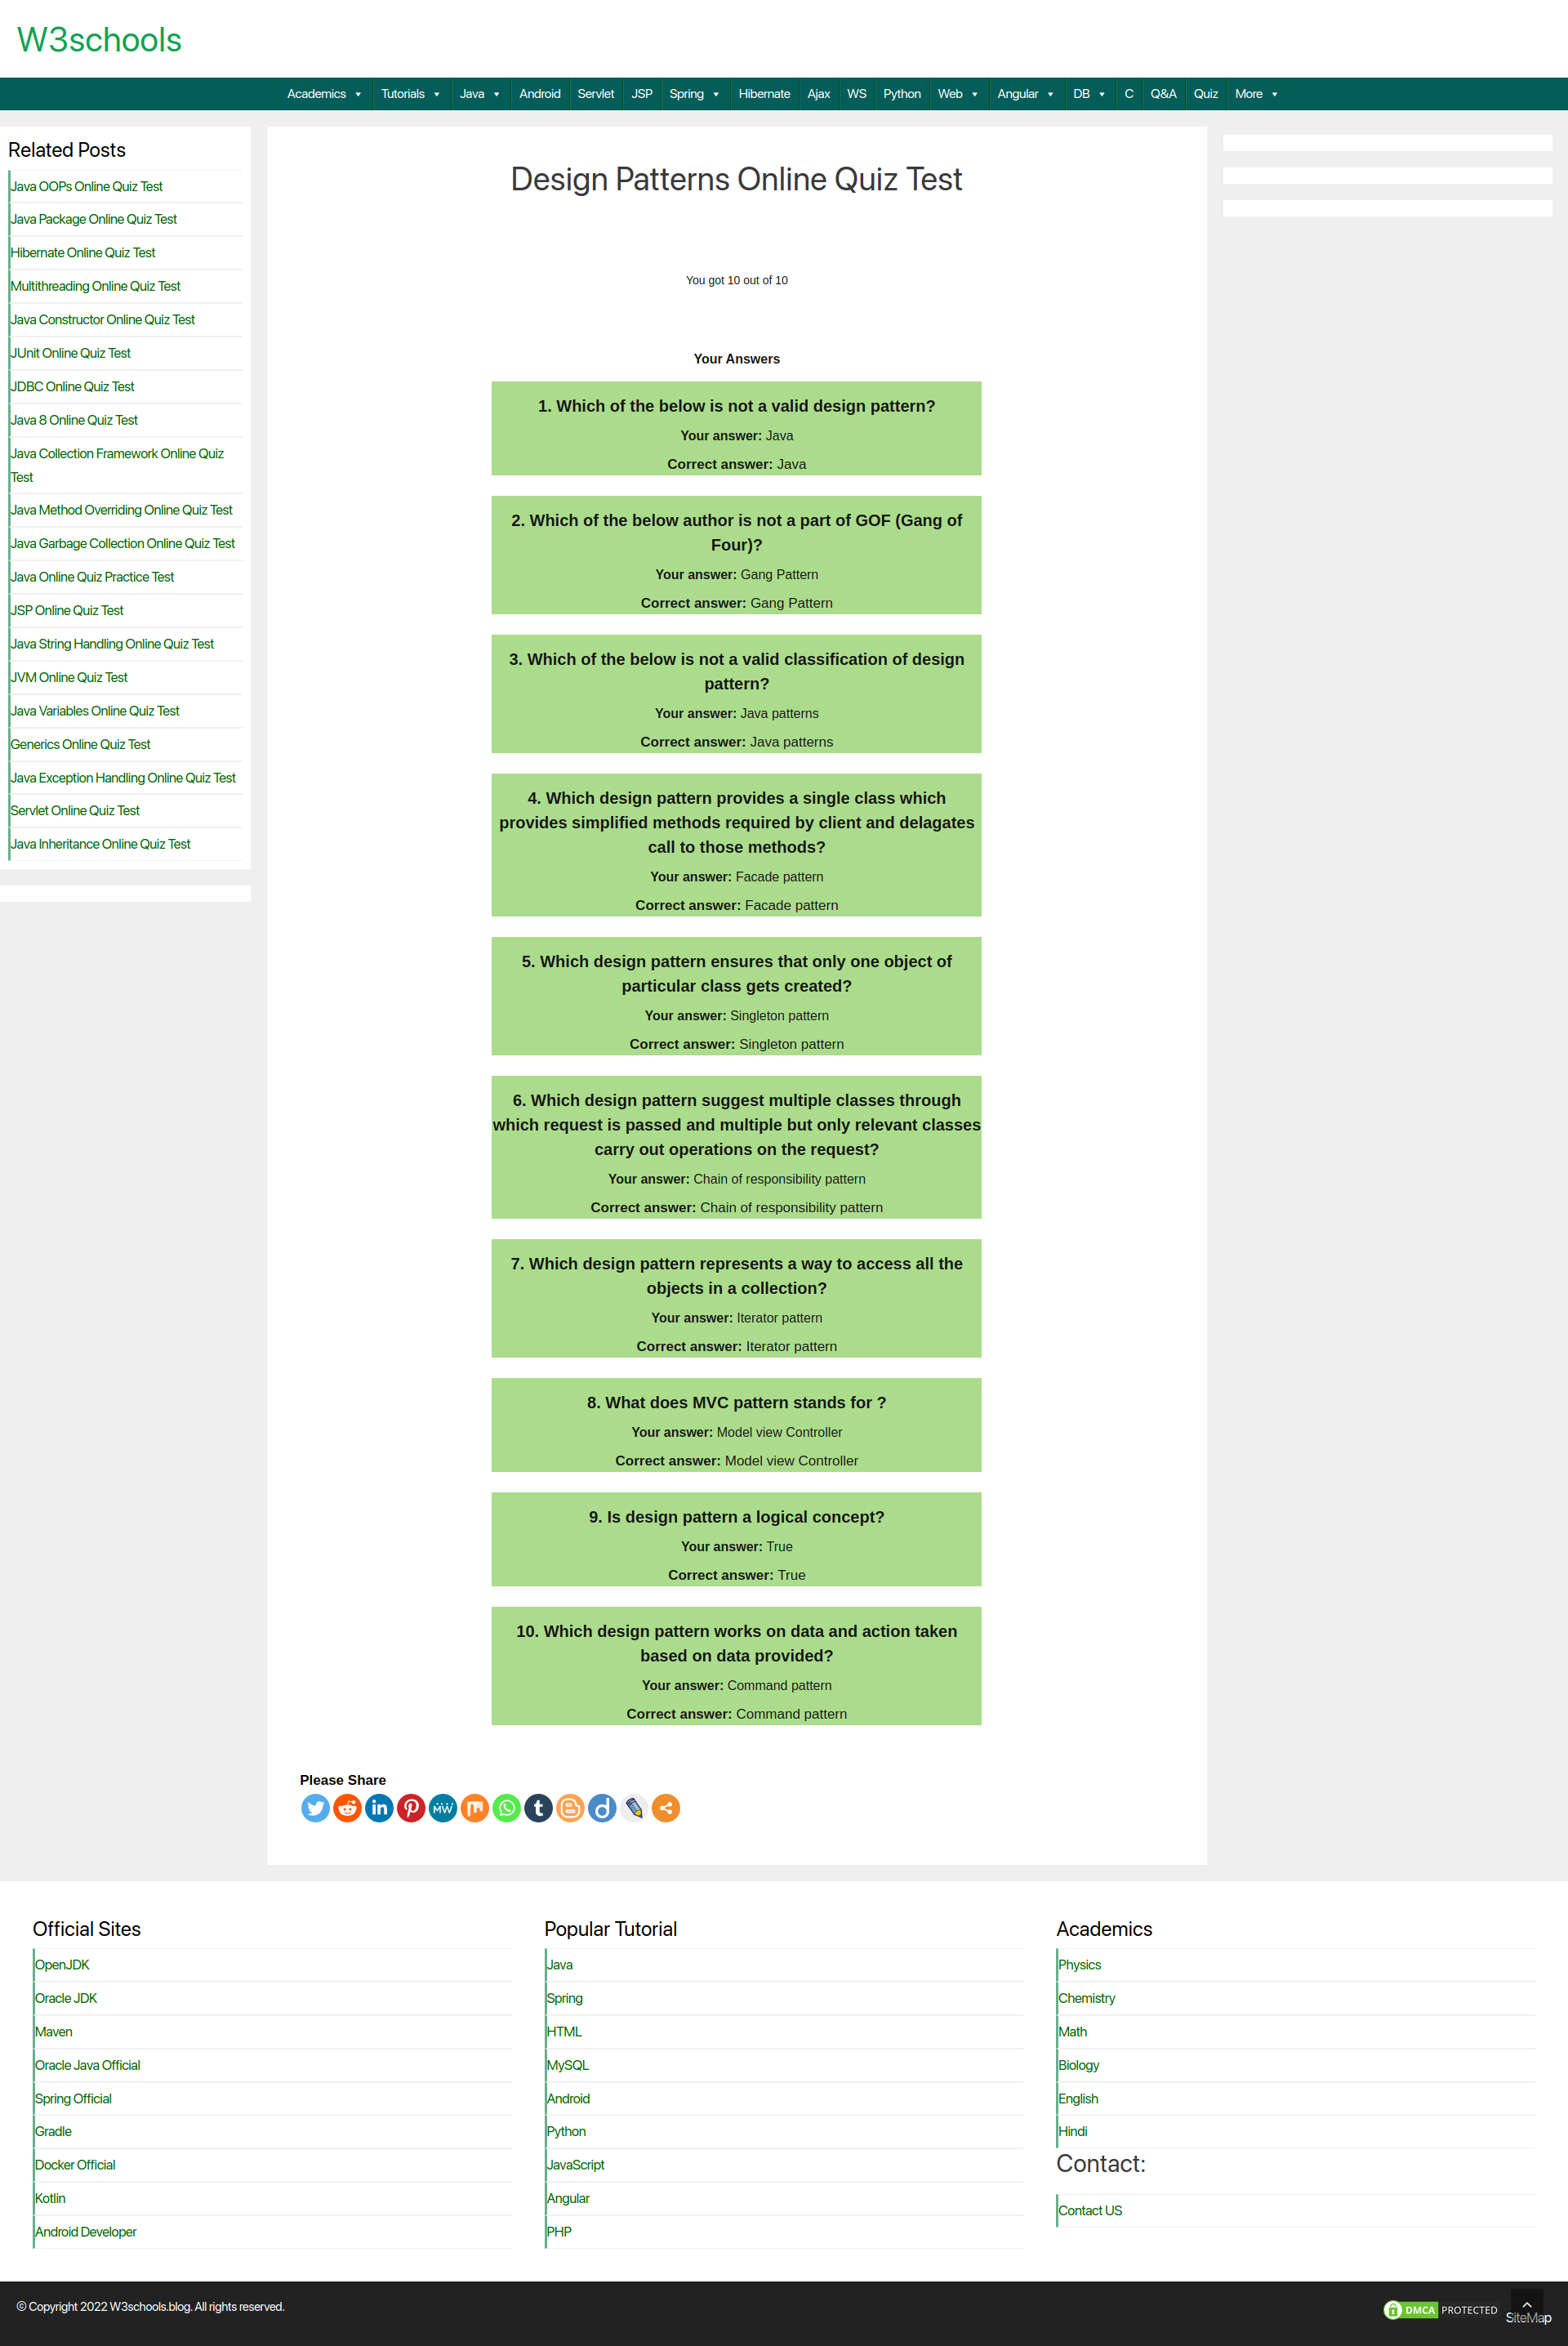 W3schools
Academics
Tutorials
Java
Android
Servlet
JSP
Spring
Hibernate
Ajax
WS
Python
Web
Angular
DB
C
Q&A
Quiz
More
Related Posts
Java OOPs Online Quiz Test
Java Package Online Quiz Test
Hibernate Online Quiz Test
Multithreading Online Quiz Test
Java Constructor Online Quiz Test
JUnit Online Quiz Test
JDBC Online Quiz Test
Java 8 Online Quiz Test
Java Collection Framework Online Quiz
Test
Java Method Overriding Online Quiz Test
Java Garbage Collection Online Quiz Test
Java Online Quiz Practice Test
JSP Online Quiz Test
Java String Handling Online Quiz Test
JVM Online Quiz Test
Java Variables Online Quiz Test
Generics Online Quiz Test
Java Exception Handling Online Quiz Test
Servlet Online Quiz Test
Java Inheritance Online Quiz Test
Design Patterns Online Quiz Test
You got 10 out of 10
Your Answers
1. Which of the below is not a valid design pattern?
Your answer: Java
Correct answer: Java
2. Which of the below author is not a part of GOF (Gang of
Four)?
Your answer: Gang Pattern
Correct answer: Gang Pattern
3. Which of the below is not a valid classification of design
pattern?
Your answer: Java patterns
Correct answer: Java patterns
4. Which design pattern provides a single class which
provides simplified methods required by client and delagates
call to those methods?
Your answer: Facade pattern
Correct answer: Facade pattern
5. Which design pattern ensures that only one object of
particular class gets created?
Your answer: Singleton pattern
Correct answer: Singleton pattern
6. Which design pattern suggest multiple classes through
which request is passed and multiple but only relevant classes
carry out operations on the request?
Your answer: Chain of responsibility pattern
Correct answer: Chain of responsibility pattern
7. Which design pattern represents a way to access all the
objects in a collection?
Your answer: Iterator pattern
Correct answer: Iterator pattern
8. What does MVC pattern stands for ?
Your answer: Model view Controller
Correct answer: Model view Controller
9. Is design pattern a logical concept?
Your answer: True
Correct answer: True
10. Which design pattern works on data and action taken
based on data provided?
Your answer: Command pattern
Correct answer: Command pattern
Please Share
MW
Official Sites
OpenJDK
Oracle JDK
Maven
Oracle Java Official
Spring Official
Gradle
Docker Official
Kotlin
Android Developer
Popular Tutorial
Java
Spring
HTML
MySQL
Android
Python
JavaScript
Angular
PHP
Academics
Physics
Chemistry
Math
Biology
English
Hindi
Contact:
Contact US
© Copyright 2022 W3schools.blog. All rights reserved.
DMCA PROTECTED
SiteMap